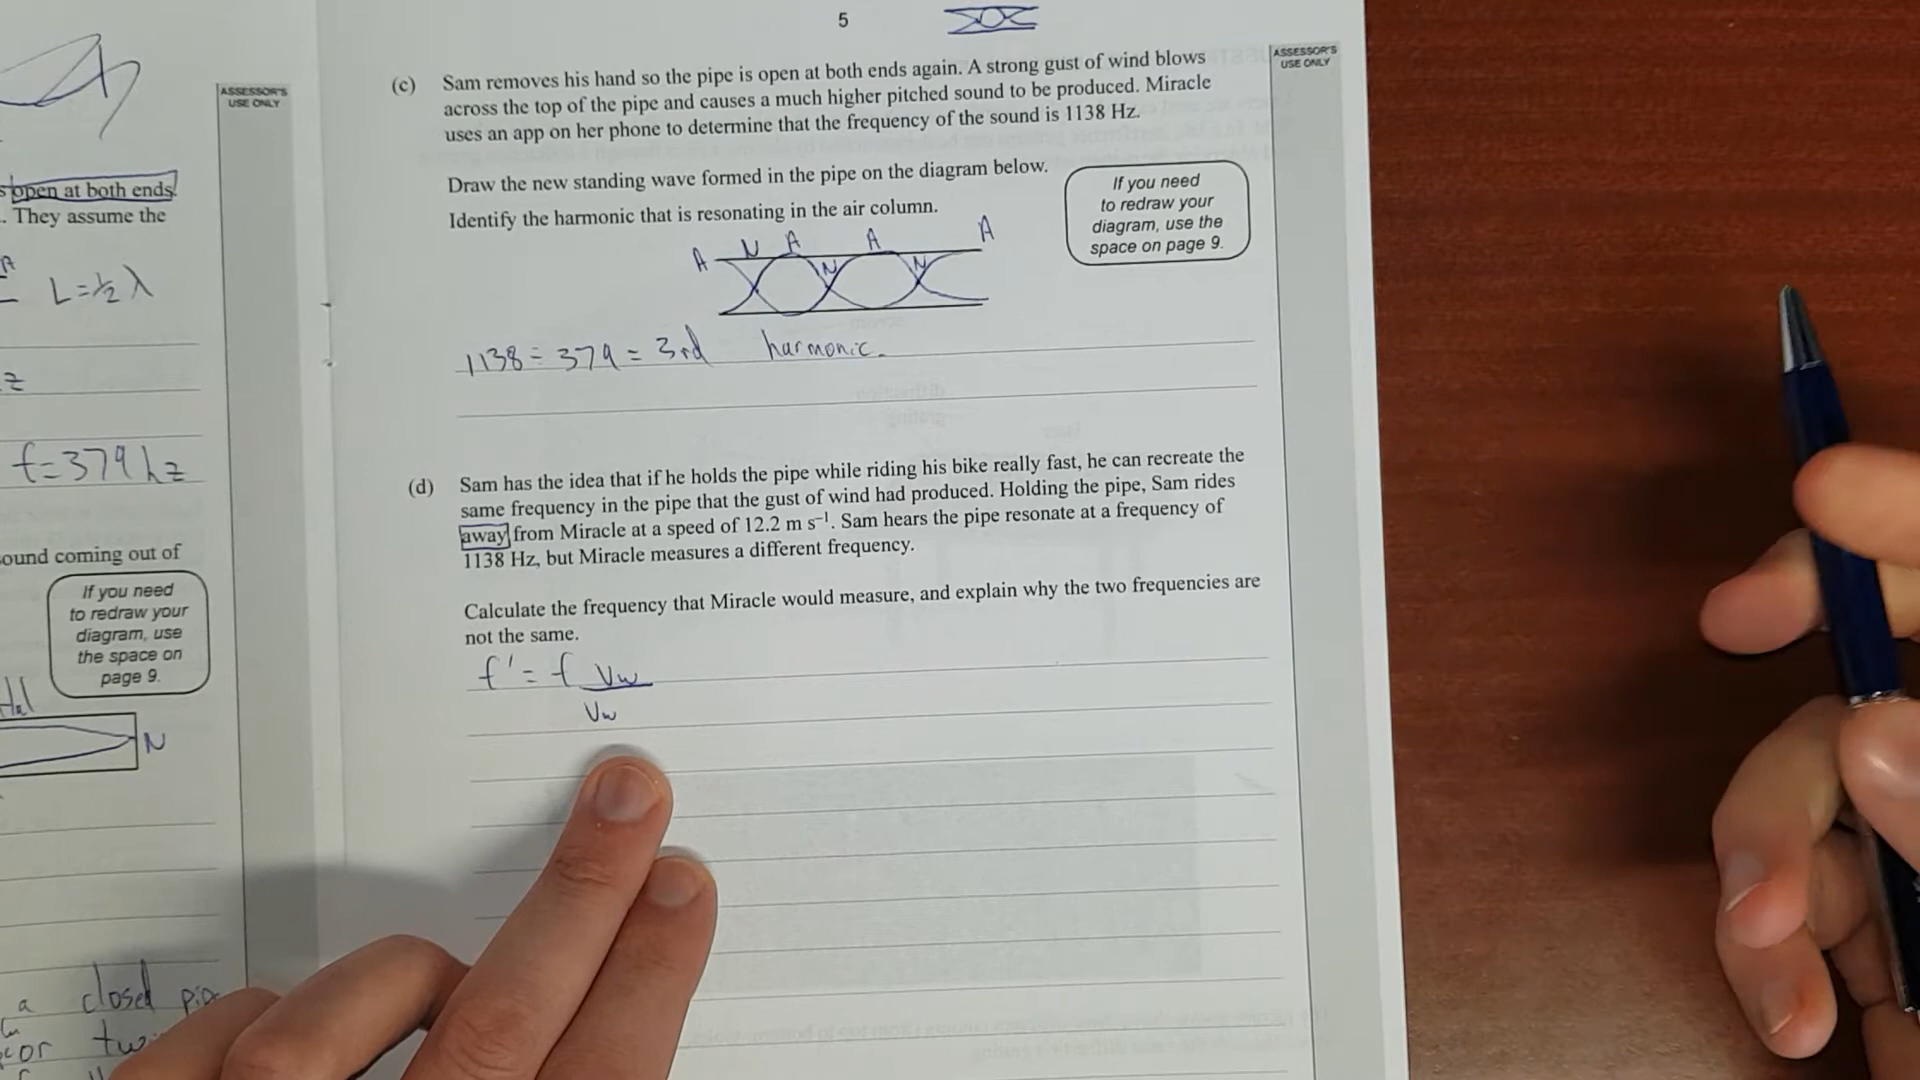 5
ASSESSOR'S
USE ONLY
open at both ends
. They assume the
A
L=½λ
z
f=379hz
ound coming out of
If you need
to redraw your
diagram, use
the space on
page 9.
N
a closed
or
ASSESSOR'S
USE ONLY
(c) Sam removes his hand so the pipe is open at both ends again. A strong gust of wind blows
across the top of the pipe and causes a much higher pitched sound to be produced. Miracle
uses an app on her phone to determine that the frequency of the sound is 1138 Hz.
Draw the new standing wave formed in the pipe on the diagram below.
Identify the harmonic that is resonating in the air column.
If you need
to redraw your
diagram, use the
space on page 9.
A N A A A
N N
1138 ÷ 379 = 3rd harmonic.
(d) Sam has the idea that if he holds the pipe while riding his bike really fast, he can recreate the
same frequency in the pipe that the gust of wind had produced. Holding the pipe, Sam rides
away from Miracle at a speed of 12.2 m s⁻¹. Sam hears the pipe resonate at a frequency of
1138 Hz, but Miracle measures a different frequency.
Calculate the frequency that Miracle would measure, and explain why the two frequencies are
not the same.
f' = f Vw
Vw